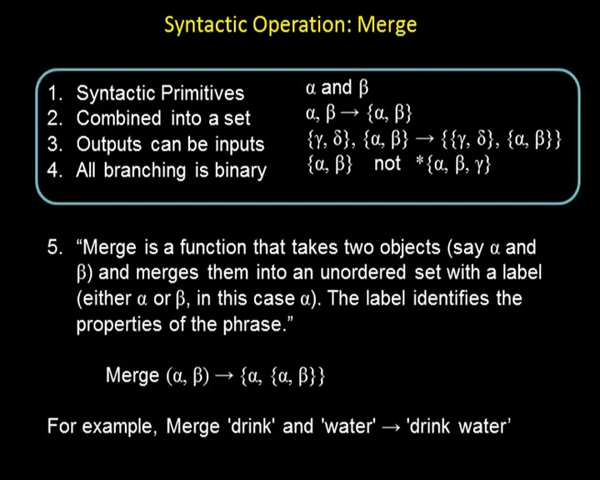 Syntactic Operation: Merge
1. Syntactic Primitives α and β
2. Combined into a set α, β → {α, β}
3. Outputs can be inputs {γ, δ}, {α, β} → {{γ, δ}, {α, β}}
4. All branching is binary {α, β} not *{α, β, γ}
5. “Merge is a function that takes two objects (say α and
β) and merges them into an unordered set with a label
(either α or β, in this case α). The label identifies the
properties of the phrase.”
Merge (α, β) → {α, {α, β}}
For example, Merge 'drink' and 'water' → 'drink water’